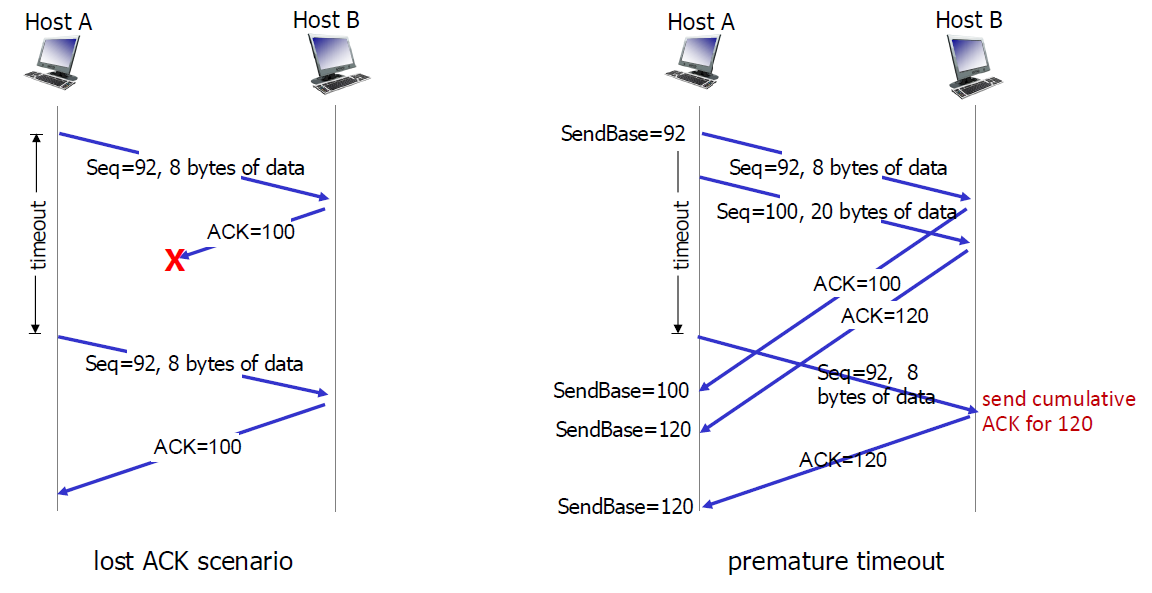 Host A
Host B
Seq=92, 8 bytes of data
ACK=100
X
timeout
Seq=92, 8 bytes of data
ACK=100
lost ACK scenario
Host A
Host B
SendBase=92
Seq=92, 8 bytes of data
Seq=100, 20 bytes of data
timeout
ACK=100
ACK=120
Seq=92, 8
bytes of data
SendBase=100
SendBase=120
send cumulative
ACK for 120
ACK=120
SendBase=120
premature timeout